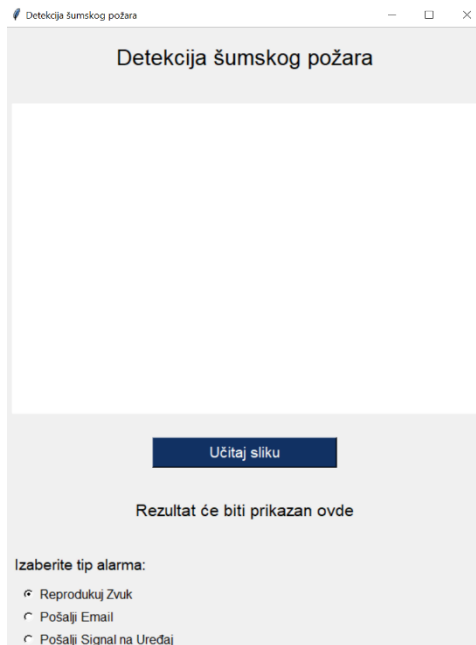 Detekcija šumskog požara
Detekcija šumskog požara
Učitaj sliku
Rezultat će biti prikazan ovde
Izaberite tip alarma:
Reprodukuj Zvuk
Pošalji Email
Pošalji Signal na Uređaj